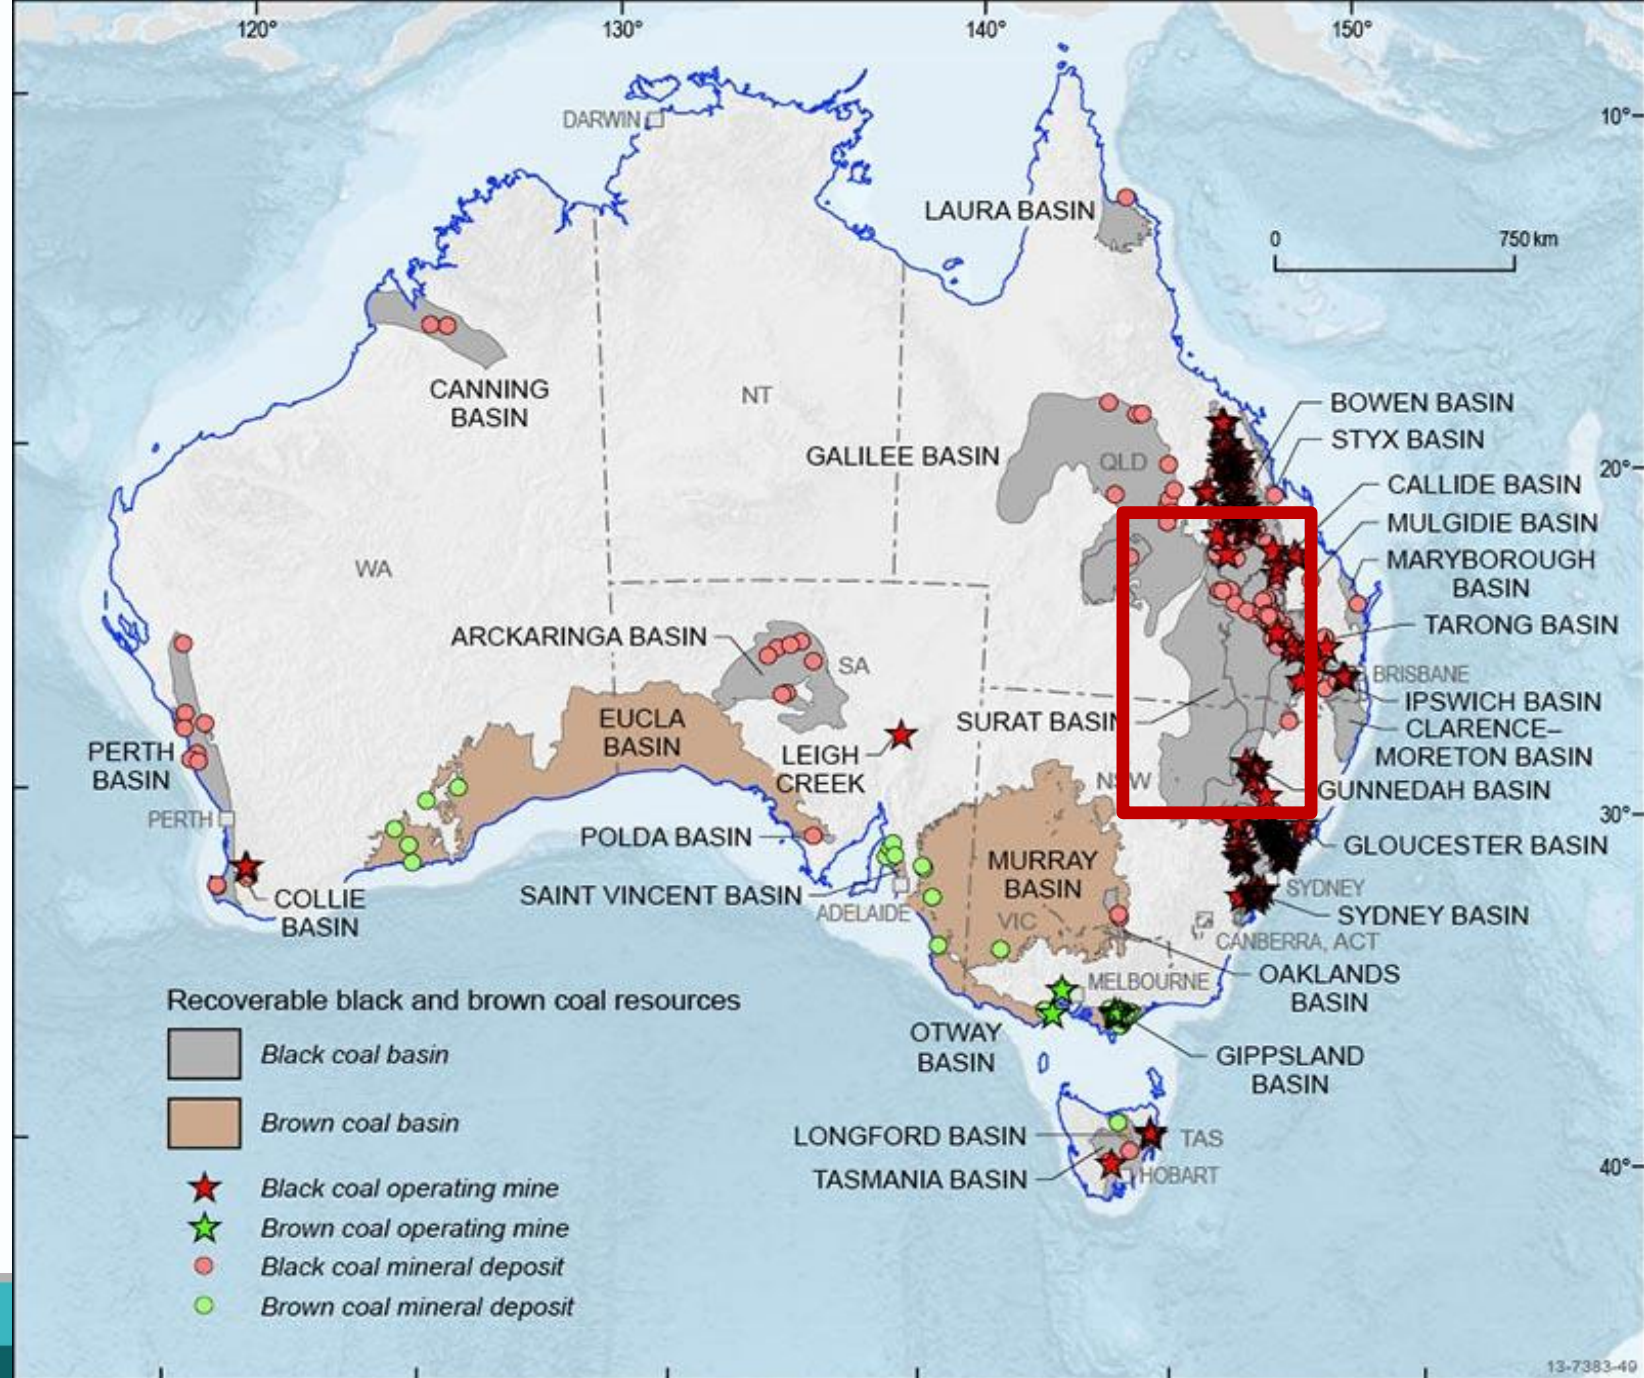 120°
130°
140°
150°
10°
DARWIN
LAURA BASIN
0
750 km
CANNING
BASIN
NT
BOWEN BASIN
STYX BASIN
GALILEE BASIN
QLD
20°
CALLIDE BASIN
MULGIDIE BASIN
WA
MARYBOROUGH
BASIN
ARCKARINGA BASIN
SA
TARONG BASIN
BRISBANE
IPSWICH BASIN
EUCLA
BASIN
SURAT BASIN
CLARENCE–
MORETON BASIN
PERTH
BASIN
LEIGH
CREEK
NSW
GUNNEDAH BASIN
PERTH
30°
POLDA BASIN
GLOUCESTER BASIN
MURRAY
BASIN
SAINT VINCENT BASIN
SYDNEY
COLLIE
BASIN
ADELAIDE
VIC
SYDNEY BASIN
CANBERRA, ACT
MELBOURNE
OAKLANDS
BASIN
Recoverable black and brown coal resources
Black coal basin
OTWAY
BASIN
GIPPSLAND
BASIN
Brown coal basin
LONGFORD BASIN
TAS
TASMANIA BASIN
HOBART
40°
Black coal operating mine
Brown coal operating mine
Black coal mineral deposit
Brown coal mineral deposit
13-7383-49